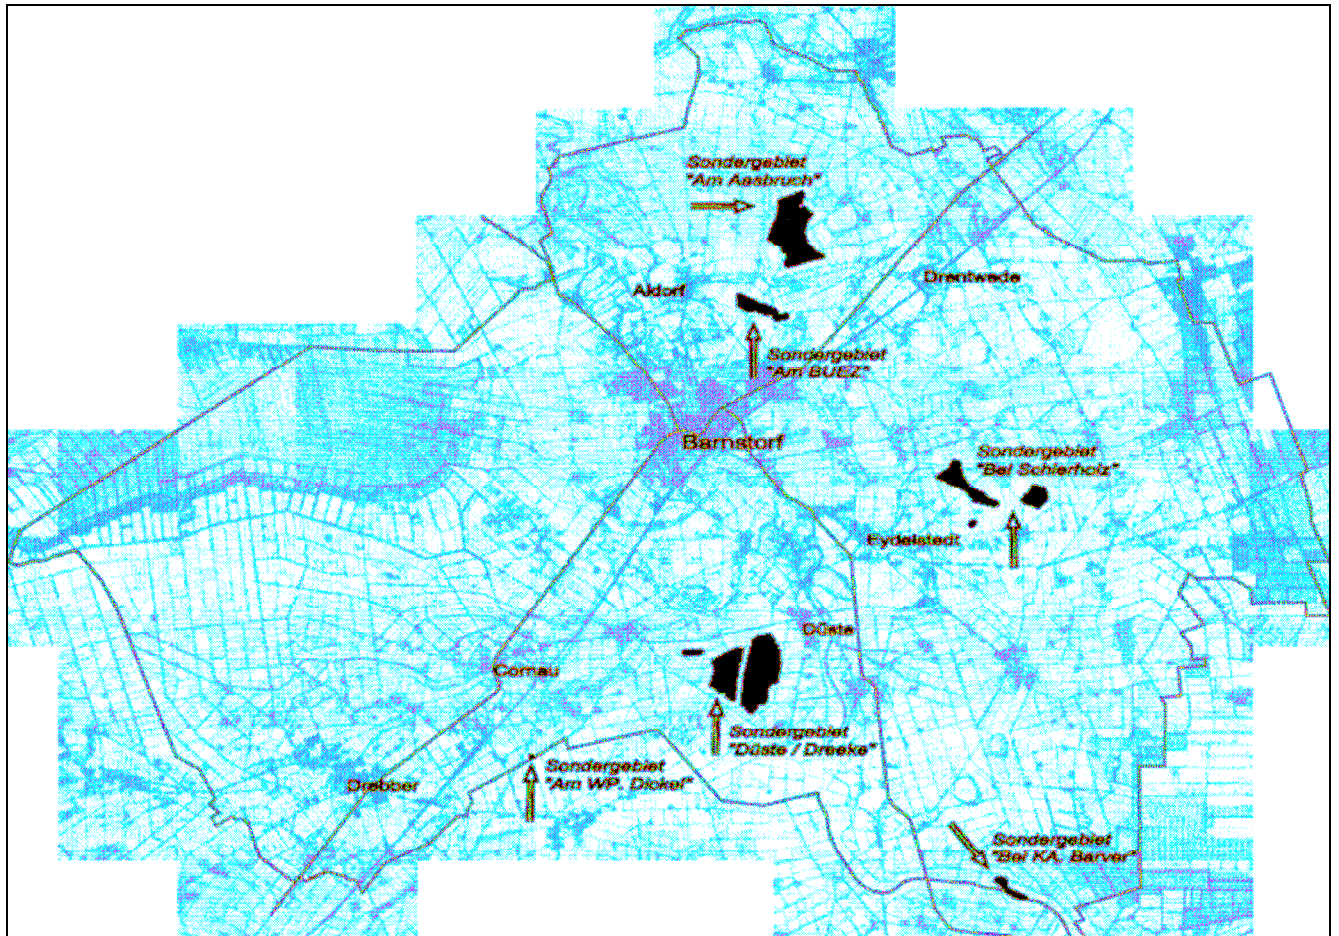 Sondergebiet
"Am Aasbruch"
Drentwede
Aldorf
Sondergebiet
"Am BUEZ"
Barnstorf
Sondergebiet
"Bei Schierholz"
Eydelstedt
Düste
Cornau
Sondergebiet
"Düste / Dreeke"
Sondergebiet
"Am WP. Dickel"
Drebber
Sondergebiet
"Bei KA. Barver"